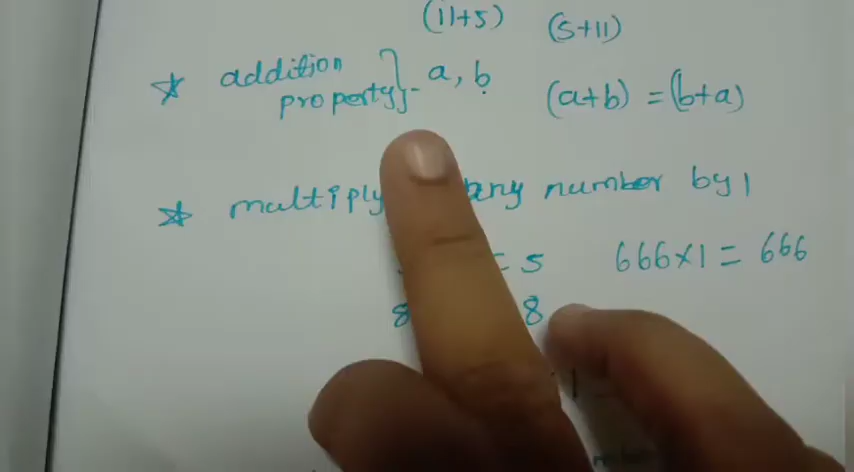 (11+5) (5+11)
* addition property} - a, b (a+b) = (b+a)
* multiply any number by 1
= 5 666×1 = 666
8 8